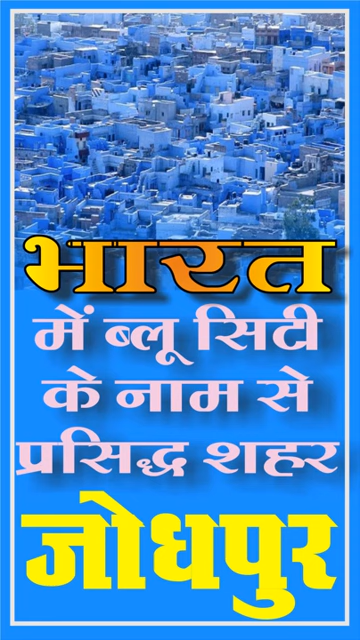 भारत
में ब्लू सिटी
के नाम से
प्रसिद्ध शहर
जोधपुर